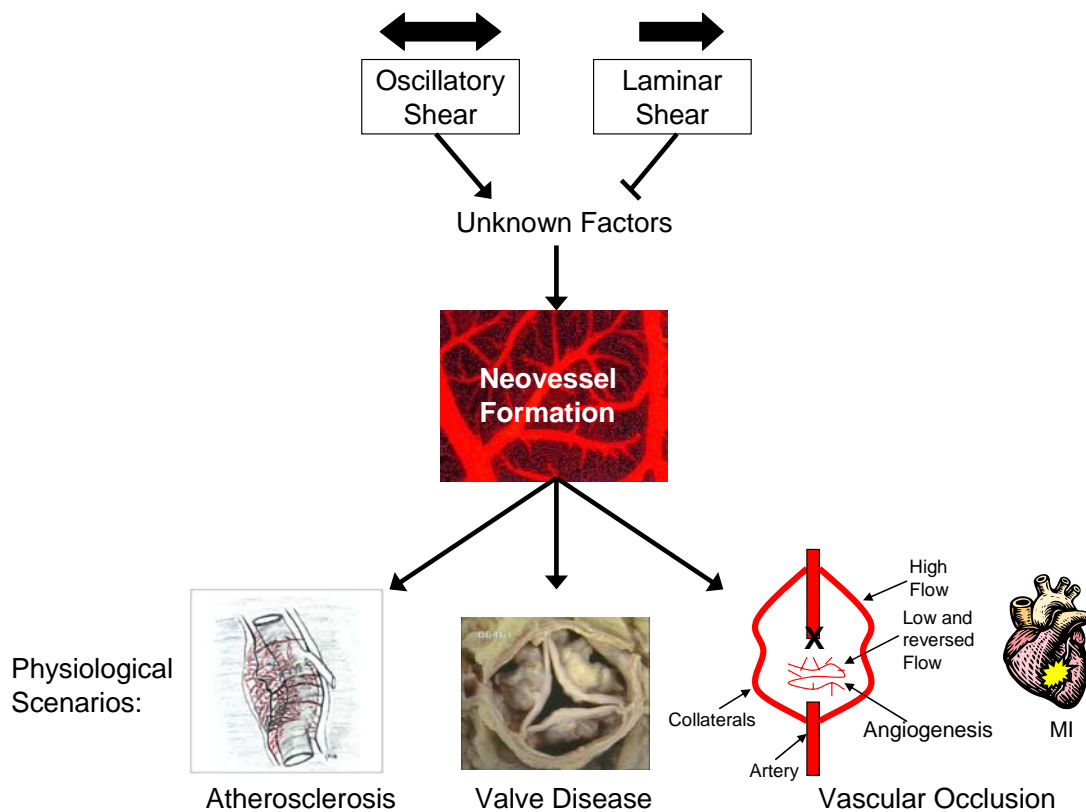 Oscillatory
Shear
Laminar
Shear
Unknown Factors
Neovessel
Formation
Physiological
Scenarios:
High
Flow
X
Low and
reversed
Flow
Collaterals
Angiogenesis
Artery
MI
Atherosclerosis
Valve Disease
Vascular Occlusion